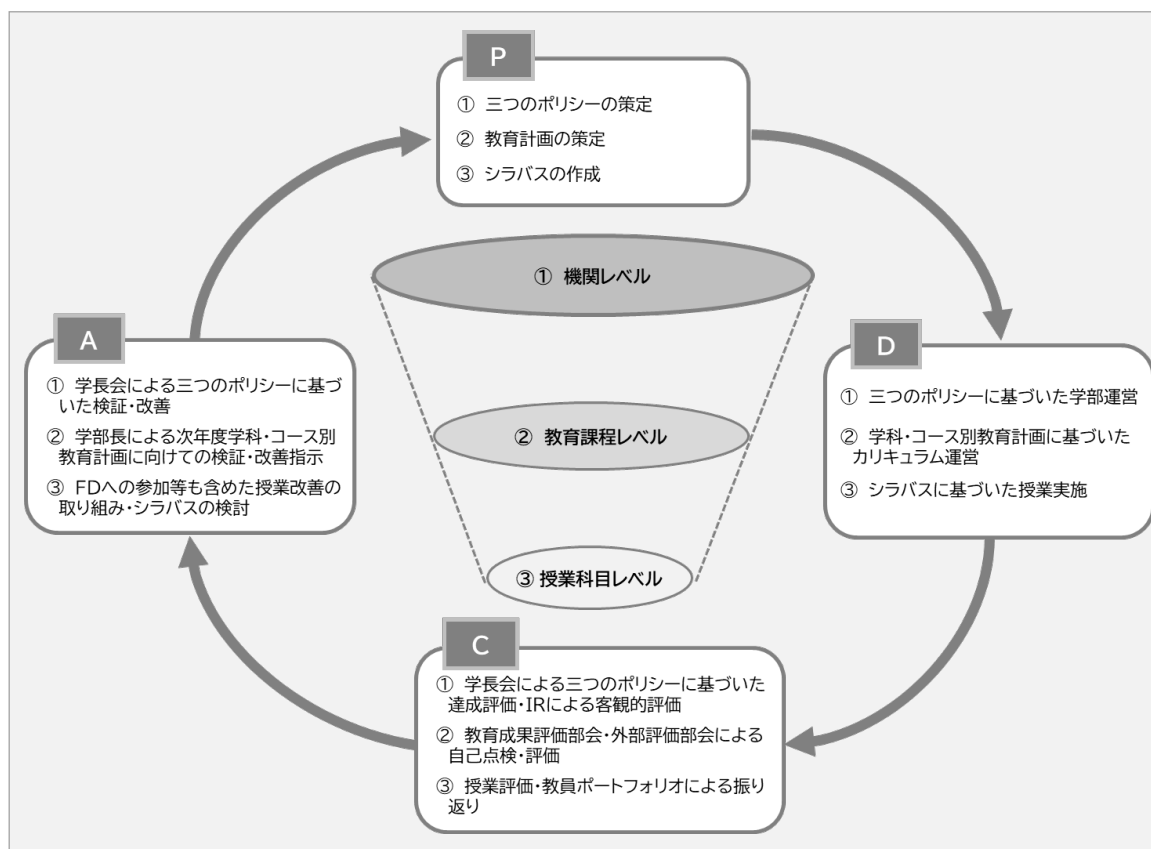 P
① 三つのポリシーの策定
② 教育計画の策定
③ シラバスの作成
① 機関レベル
② 教育課程レベル
③ 授業科目レベル
D
① 三つのポリシーに基づいた学部運営
② 学科・コース別教育計画に基づいた
カリキュラム運営
③ シラバスに基づいた授業実施
C
① 学長会による三つのポリシーに基づいた
達成評価・IRによる客観的評価
② 教育成果評価部会・外部評価部会による
自己点検・評価
③ 授業評価・教員ポートフォリオによる振り
返り
A
① 学長会による三つのポリシーに基づ
いた検証・改善
② 学部長による次年度学科・コース別
教育計画に向けての検証・改善指示
③ FDへの参加等も含めた授業改善の
取り組み・シラバスの検討